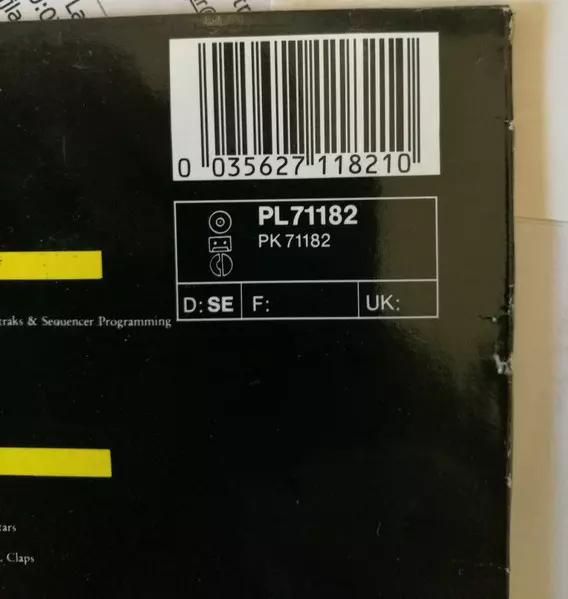 0 035627 118210
PL71182
PK 71182
D: SE F: UK:
traks & Sequencer Programming
tars
. Claps